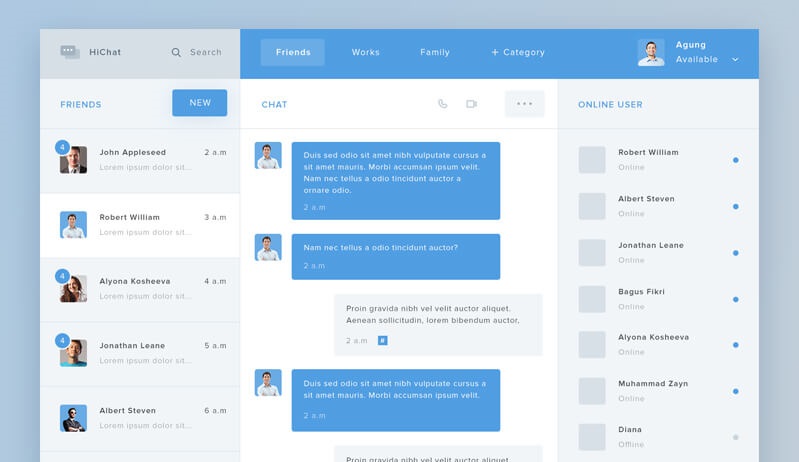 HiChat
Search
Friends
Works
Family
+ Category
Agung
Available
FRIENDS
NEW
4
John Appleseed
2 a.m
Lorem ipsum dolor sit...
Robert William
3 a.m
Lorem ipsum dolor sit...
4
Alyona Kosheeva
4 a.m
Lorem ipsum dolor sit...
4
Jonathan Leane
5 a.m
Lorem ipsum dolor sit...
Albert Steven
6 a.m
Lorem ipsum dolor sit...
CHAT
Duis sed odio sit amet nibh vulputate cursus a
sit amet mauris. Morbi accumsan ipsum velit.
Nam nec tellus a odio tincidunt auctor a
ornare odio.
2 a.m
Nam nec tellus a odio tincidunt auctor?
2 a.m
Proin gravida nibh vel velit auctor aliquet.
Aenean sollicitudin, lorem bibendum auctor.
2 a.m
Duis sed odio sit amet nibh vulputate cursus a
sit amet mauris. Morbi accumsan ipsum velit.
2 a.m
Proin gravida nibh vel velit auctor aliquet.
ONLINE USER
Robert William
Online
Albert Steven
Online
Jonathan Leane
Online
Bagus Fikri
Online
Alyona Kosheeva
Online
Muhammad Zayn
Online
Diana
Offline